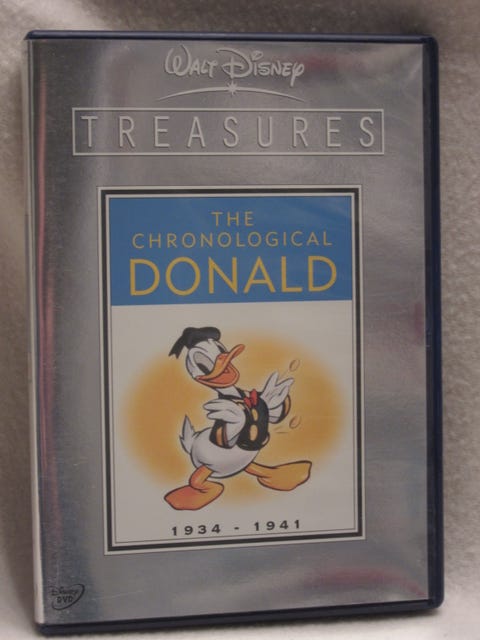 WALT DISNEY
TREASURES
THE
CHRONOLOGICAL
DONALD
1934 - 1941
Disney
DVD